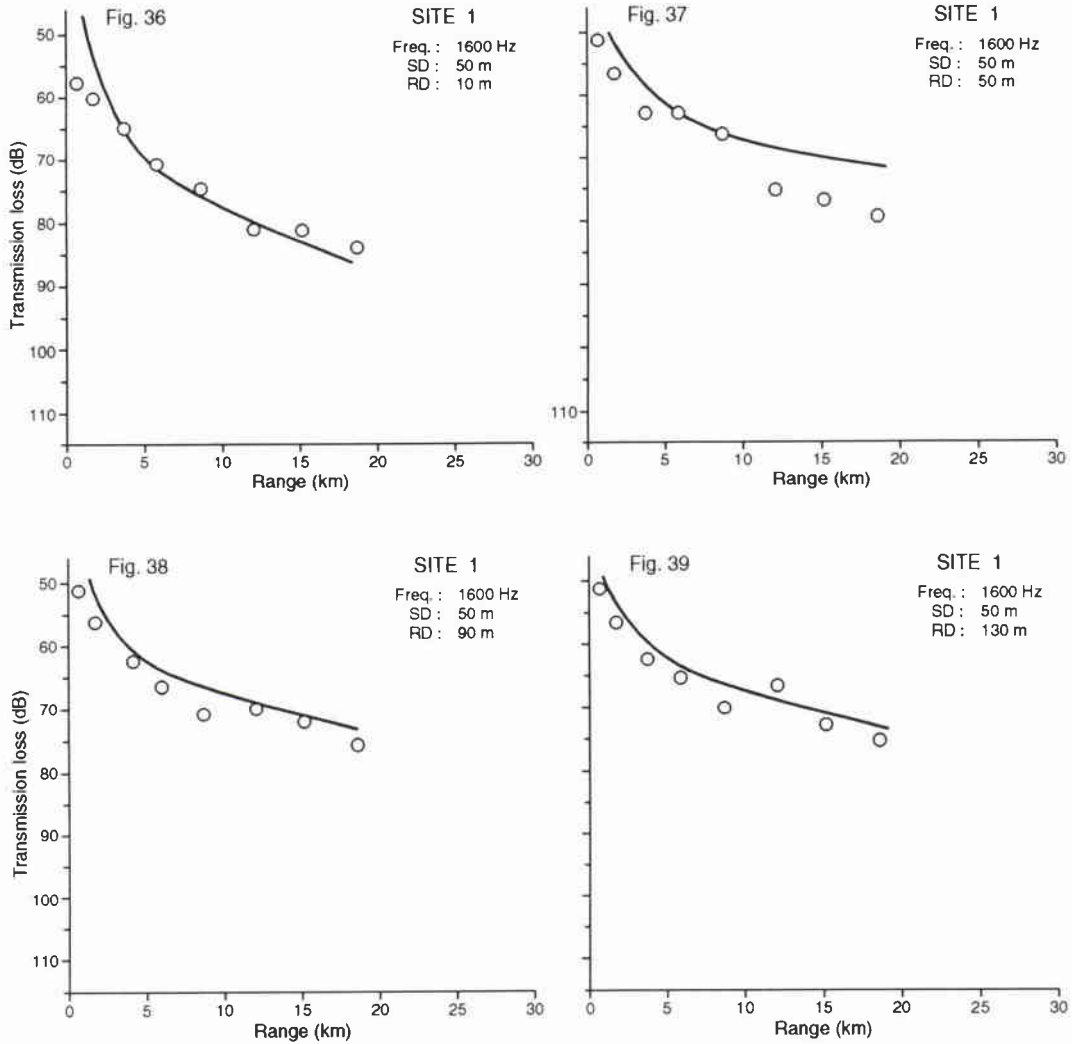 Fig. 36
SITE 1
Freq. : 1600 Hz
SD : 50 m
RD : 10 m
50
60
70
80
90
100
110
Transmission loss (dB)
0 5 10 15 20 25 30
Range (km)
Fig. 37
SITE 1
Freq. : 1600 Hz
SD : 50 m
RD : 50 m
110
0 5 10 15 20 25 30
Range (km)
Fig. 38
SITE 1
Freq. : 1600 Hz
SD : 50 m
RD : 90 m
50
60
70
80
90
100
110
Transmission loss (dB)
0 5 10 15 20 25 30
Range (km)
Fig. 39
SITE 1
Freq. : 1600 Hz
SD : 50 m
RD : 130 m
0 5 10 15 20 25 30
Range (km)